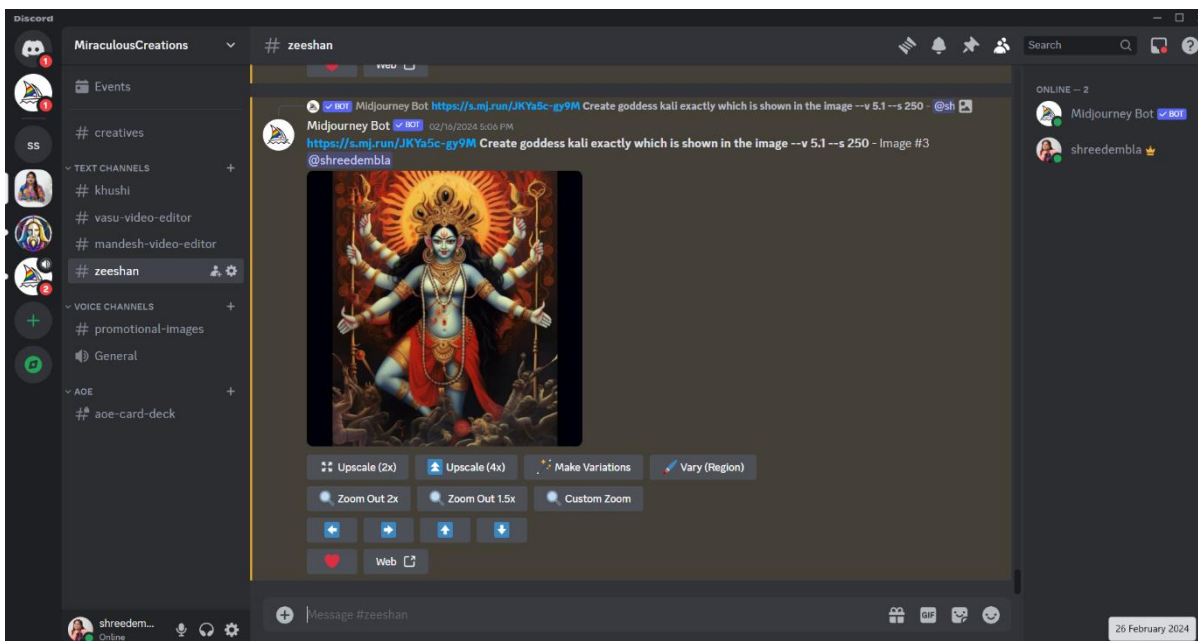 Discord
MiraculousCreations
# zeeshan
Search
1
1
SS
2
Events
# creatives
TEXT CHANNELS
# khushi
# vasu-video-editor
# mandesh-video-editor
# zeeshan
VOICE CHANNELS
# promotional-images
General
AOE
# aoe-card-deck
shreedem...
Online
Web
BOT Midjourney Bot https://s.mj.run/JKYa5c-gy9M Create goddess kali exactly which is shown in the image --v 5.1 --s 250 - @sh
Midjourney Bot BOT 02/16/2024 5:06 PM
https://s.mj.run/JKYa5c-gy9M Create goddess kali exactly which is shown in the image --v 5.1 --s 250 - Image #3
@shreedembla
Upscale (2x) Upscale (4x) Make Variations Vary (Region)
Zoom Out 2x Zoom Out 1.5x Custom Zoom
Web
Message #zeeshan
GIF
ONLINE — 2
Midjourney Bot BOT
shreedembla
26 February 2024